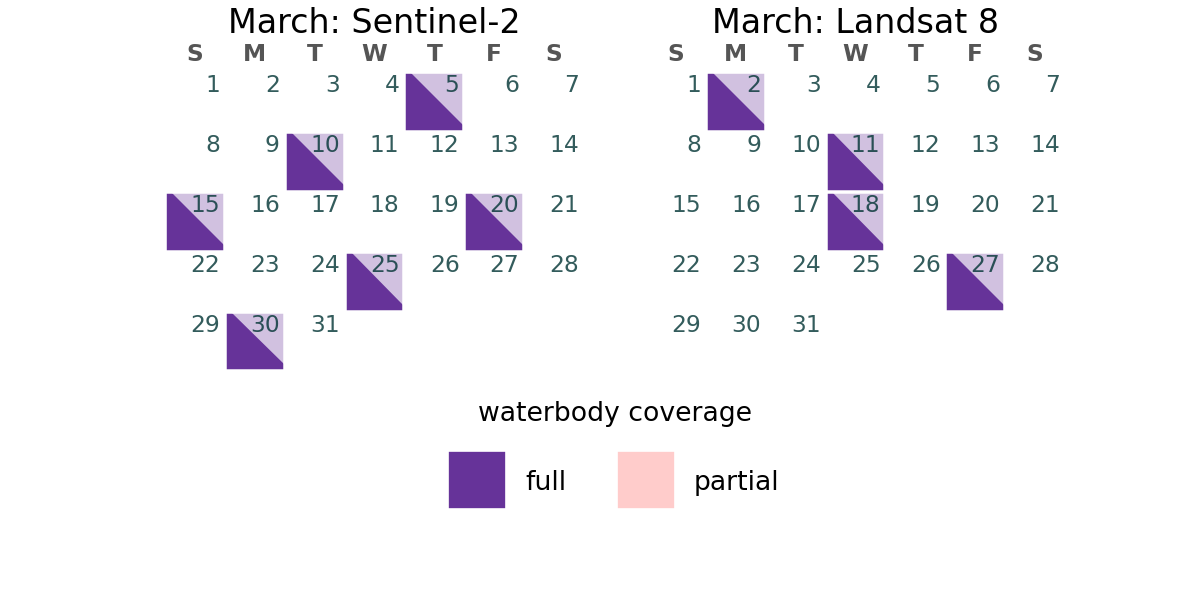 March: Sentinel-2
S M T W T F S
1 2 3 4 5 6 7
8 9 10 11 12 13 14
15 16 17 18 19 20 21
22 23 24 25 26 27 28
29 30 31
March: Landsat 8
S M T W T F S
1 2 3 4 5 6 7
8 9 10 11 12 13 14
15 16 17 18 19 20 21
22 23 24 25 26 27 28
29 30 31
waterbody coverage
full partial